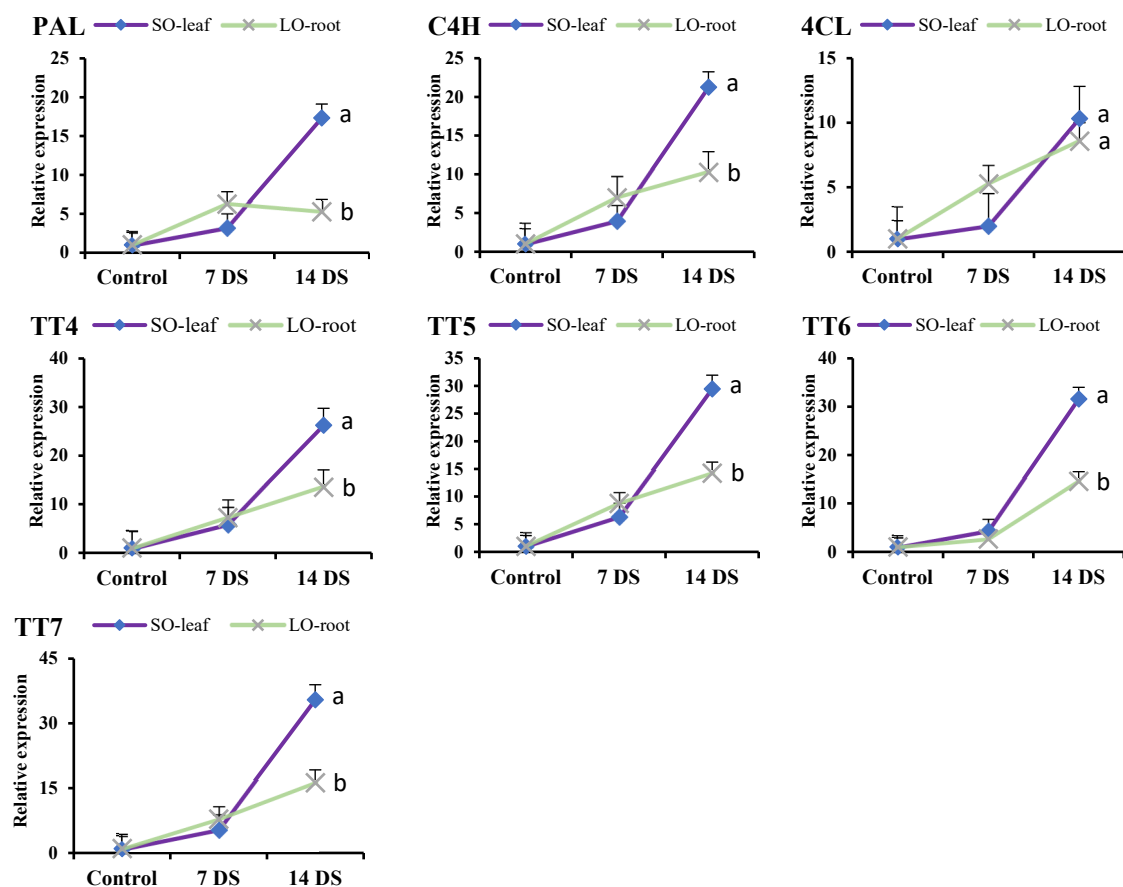 PAL SO-leaf LO-root
Relative expression
25
20
15
10
5
0
a
b
Control 7 DS 14 DS
C4H SO-leaf LO-root
Relative expression
25
20
15
10
5
0
a
b
Control 7 DS 14 DS
4CL SO-leaf LO-root
Relative expression
15
10
5
0
a
a
Control 7 DS 14 DS
TT4 SO-leaf LO-root
Relative expression
40
30
20
10
0
a
b
Control 7 DS 14 DS
TT5 SO-leaf LO-root
Relative expression
35
30
25
20
15
10
5
0
a
b
Control 7 DS 14 DS
TT6 SO-leaf LO-root
Relative expression
40
30
20
10
0
a
b
Control 7 DS 14 DS
TT7 SO-leaf LO-root
Relative expression
45
30
15
0
a
b
Control 7 DS 14 DS